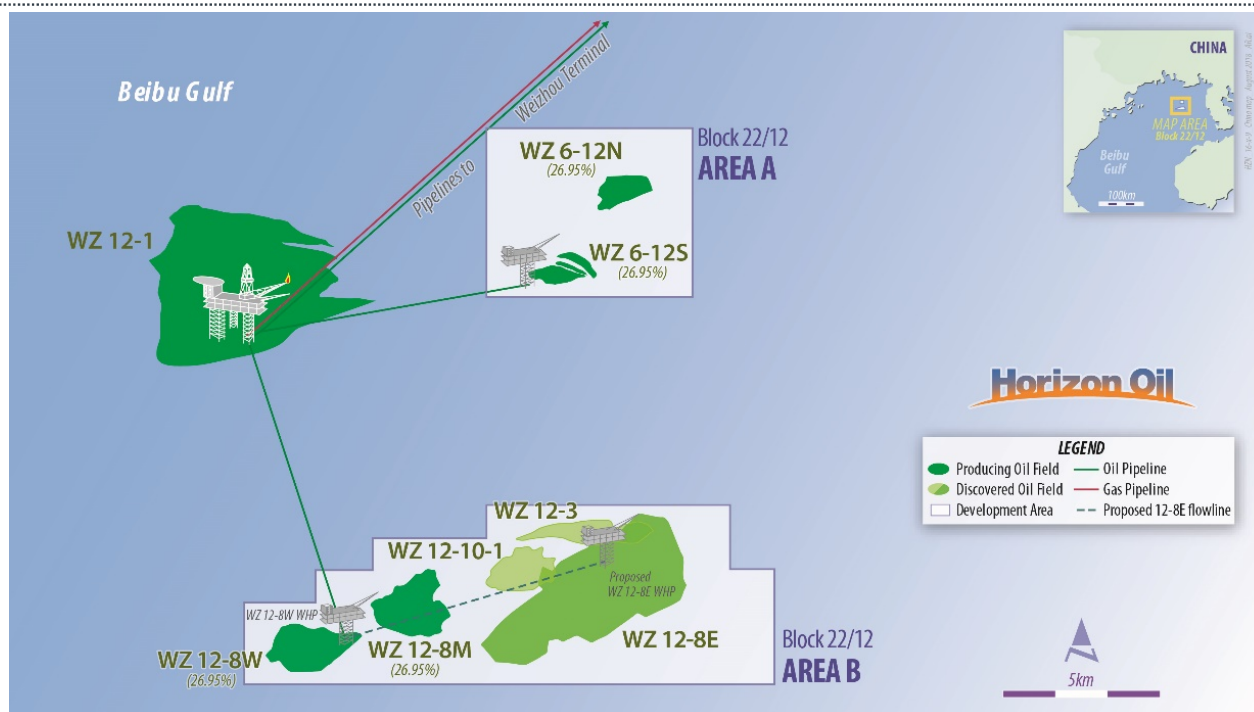 Beibu Gulf
Pipelines to Weizhou Terminal
Block 22/12
AREA A
WZ 6-12N
(26.95%)
WZ 6-12S
(26.95%)
WZ 12-1
CHINA
MAP AREA
Block 22/12
Beibu
Gulf
100km
Horizon Oil
LEGEND
Producing Oil Field
Oil Pipeline
Discovered Oil Field
Gas Pipeline
Development Area
Proposed 12-8E flowline
WZ 12-3
WZ 12-10-1
Proposed
WZ 12-8E WHP
WZ 12-8W WHP
WZ 12-8W
(26.95%)
WZ 12-8M
(26.95%)
WZ 12-8E
Block 22/12
AREA B
5km